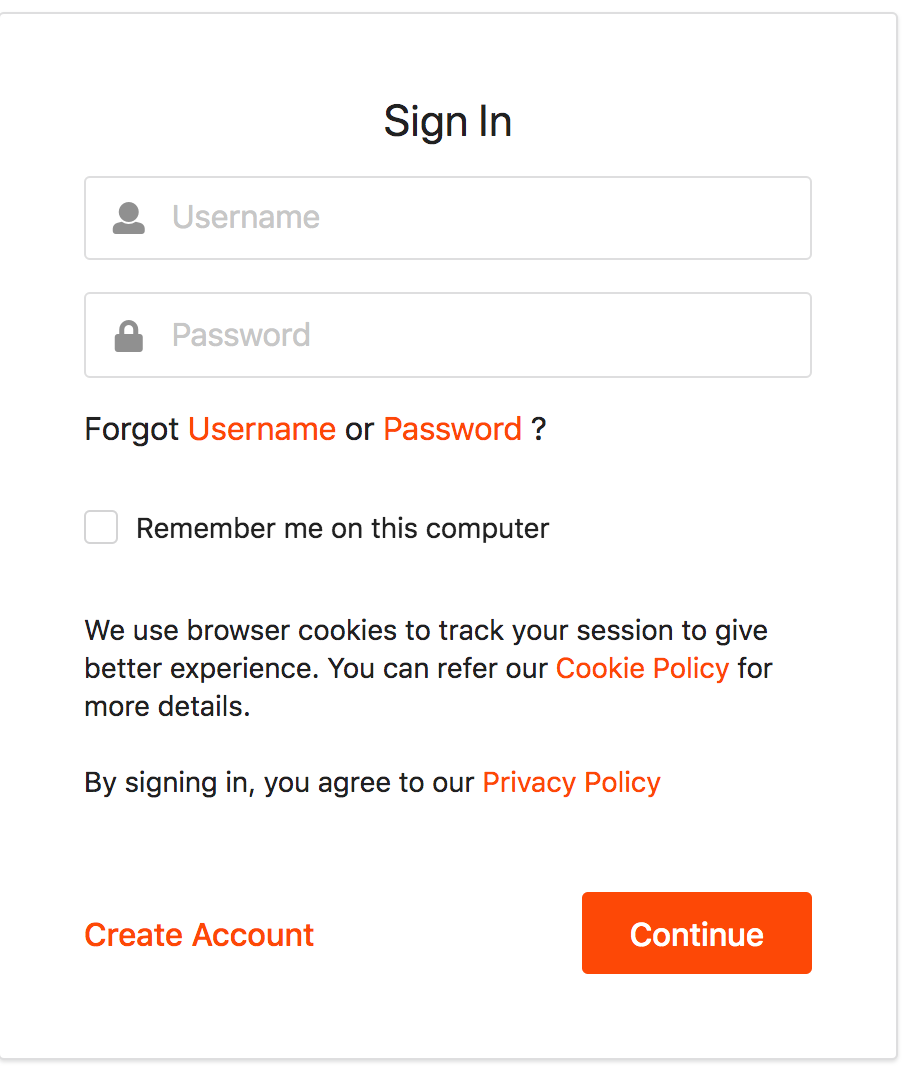 Sign In
Username
Password
Forgot Username or Password ?
Remember me on this computer
We use browser cookies to track your session to give
better experience. You can refer our Cookie Policy for
more details.
By signing in, you agree to our Privacy Policy
Create Account
Continue